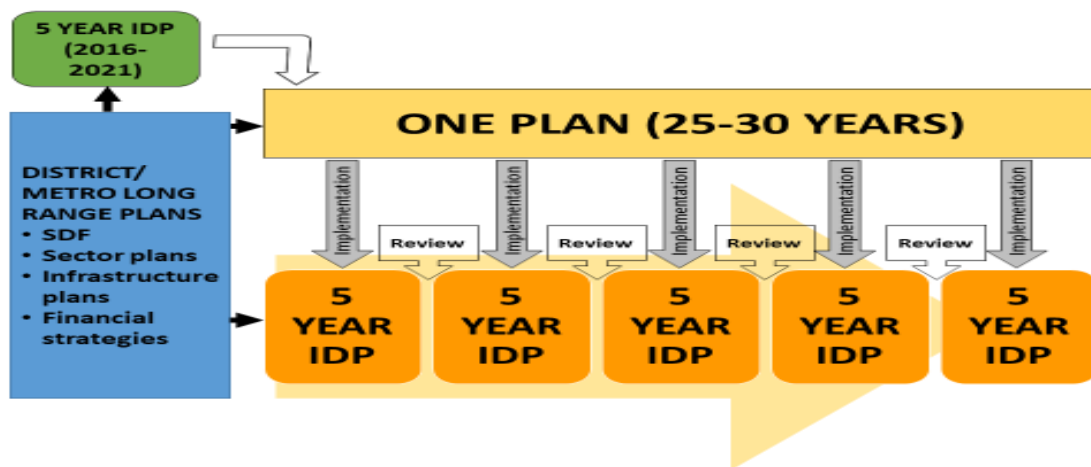 5 YEAR IDP
(2016-
2021)
ONE PLAN (25-30 YEARS)
DISTRICT/
METRO LONG
RANGE PLANS
• SDF
• Sector plans
• Infrastructure
plans
• Financial
strategies
Implementation
Implementation
Implementation
Implementation
Implementation
Review
Review
Review
Review
5
YEAR
IDP
5
YEAR
IDP
5
YEAR
IDP
5
YEAR
IDP
5
YEAR
IDP